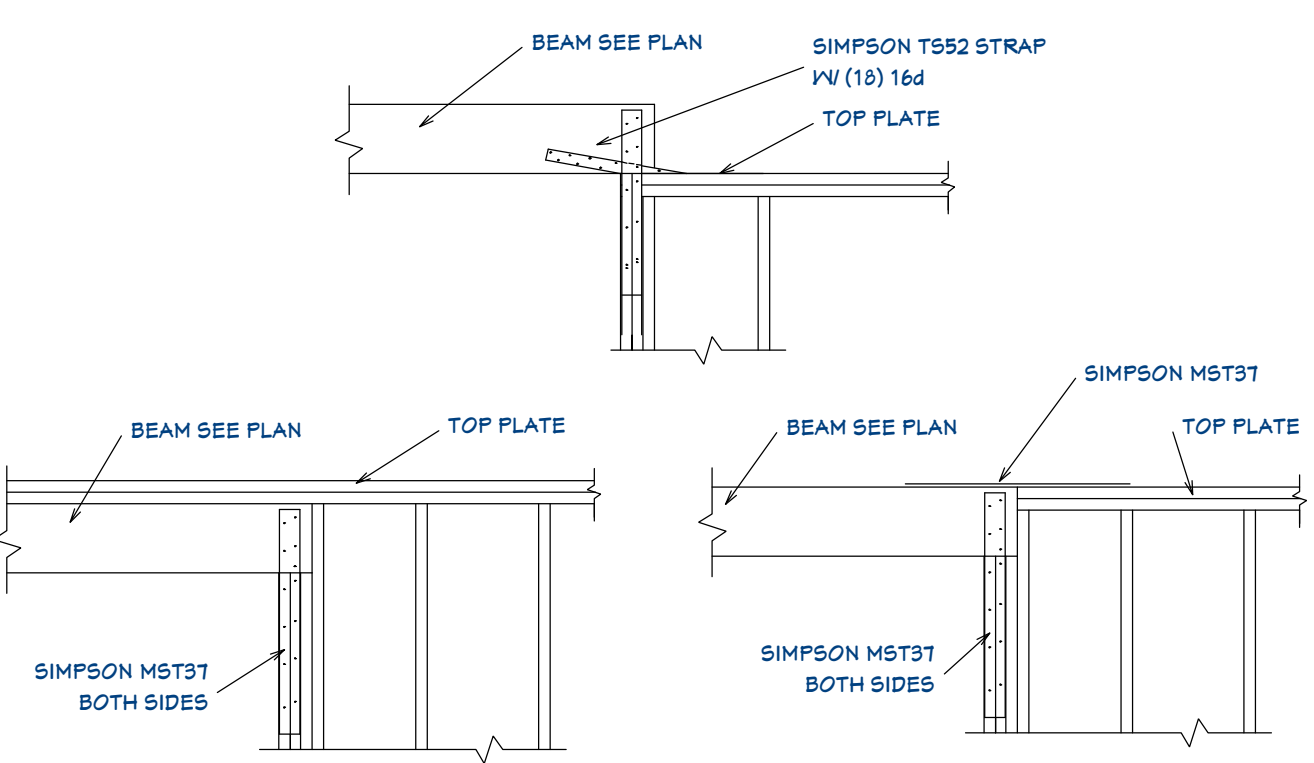 BEAM SEE PLAN
SIMPSON TS52 STRAP
W/ (18) 16d
TOP PLATE
BEAM SEE PLAN
TOP PLATE
SIMPSON MST37
BOTH SIDES
SIMPSON MST37
BEAM SEE PLAN
TOP PLATE
SIMPSON MST37
BOTH SIDES